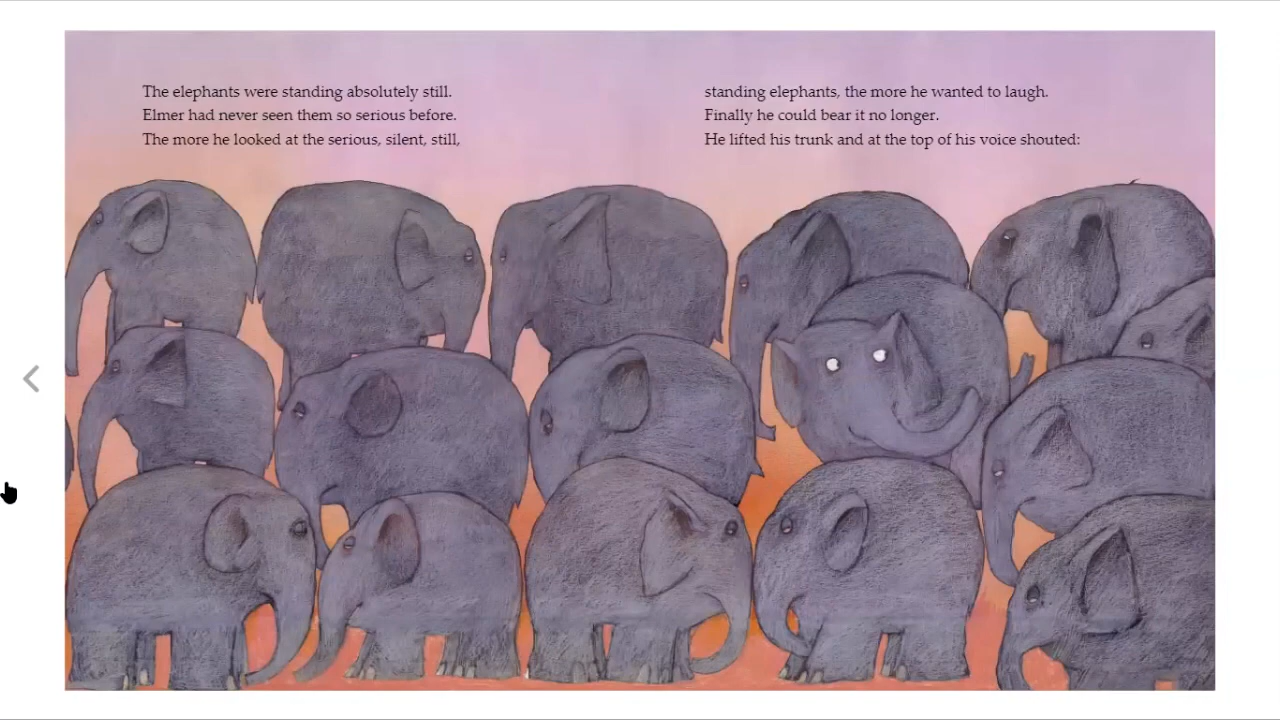 The elephants were standing absolutely still.
Elmer had never seen them so serious before.
The more he looked at the serious, silent, still,
standing elephants, the more he wanted to laugh.
Finally he could bear it no longer.
He lifted his trunk and at the top of his voice shouted: